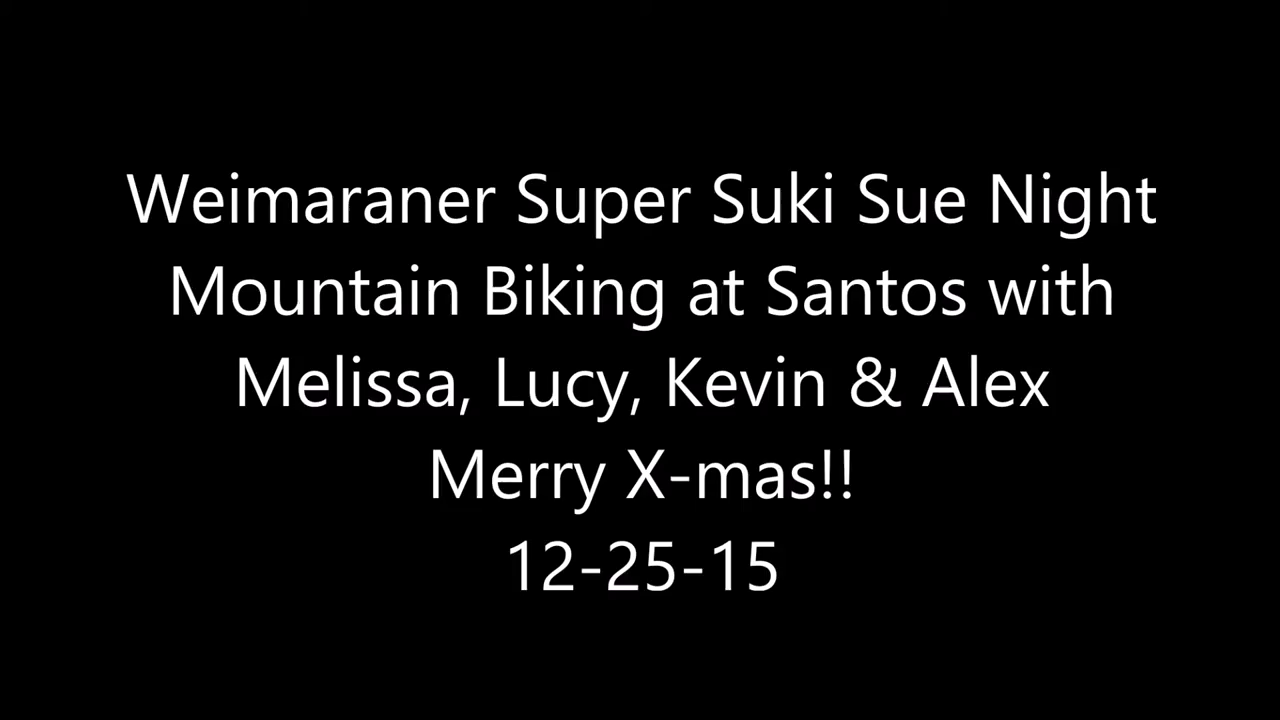 Weimaraner Super Suki Sue Night
Mountain Biking at Santos with
Melissa, Lucy, Kevin & Alex
Merry X-mas!!
12-25-15